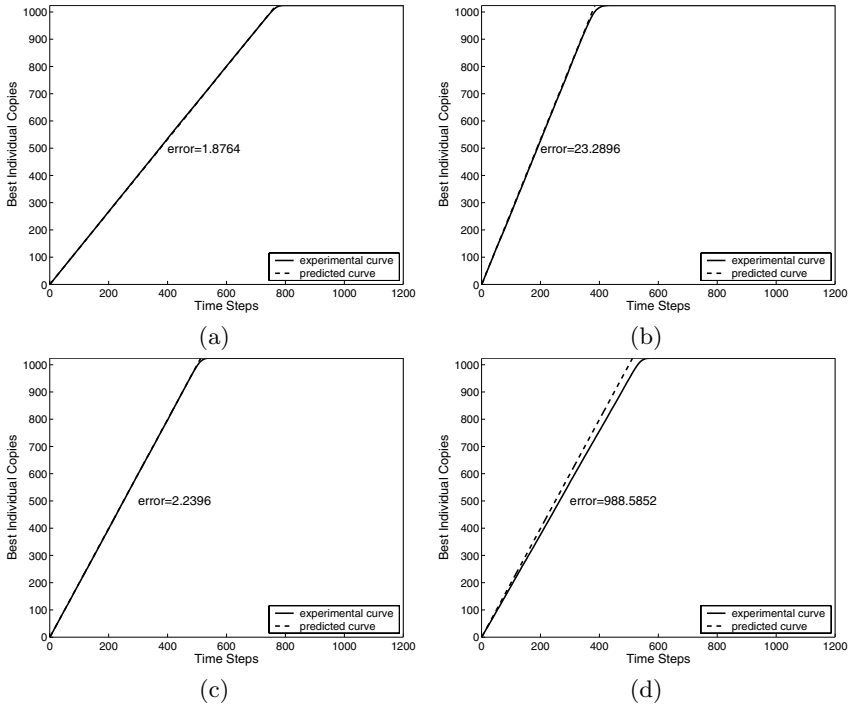 1000
900
800
700
600
500
400
300
200
100
0
Best Individual Copies
error=1.8764
experimental curve
predicted curve
0 200 400 600 800 1000 1200
Time Steps
(a)
1000
900
800
700
600
500
400
300
200
100
0
Best Individual Copies
error=23.2896
experimental curve
predicted curve
0 200 400 600 800 1000 1200
Time Steps
(b)
1000
900
800
700
600
500
400
300
200
100
0
Best Individual Copies
error=2.2396
experimental curve
predicted curve
0 200 400 600 800 1000 1200
Time Steps
(c)
1000
900
800
700
600
500
400
300
200
100
0
Best Individual Copies
error=988.5852
experimental curve
predicted curve
0 200 400 600 800 1000 1200
Time Steps
(d)